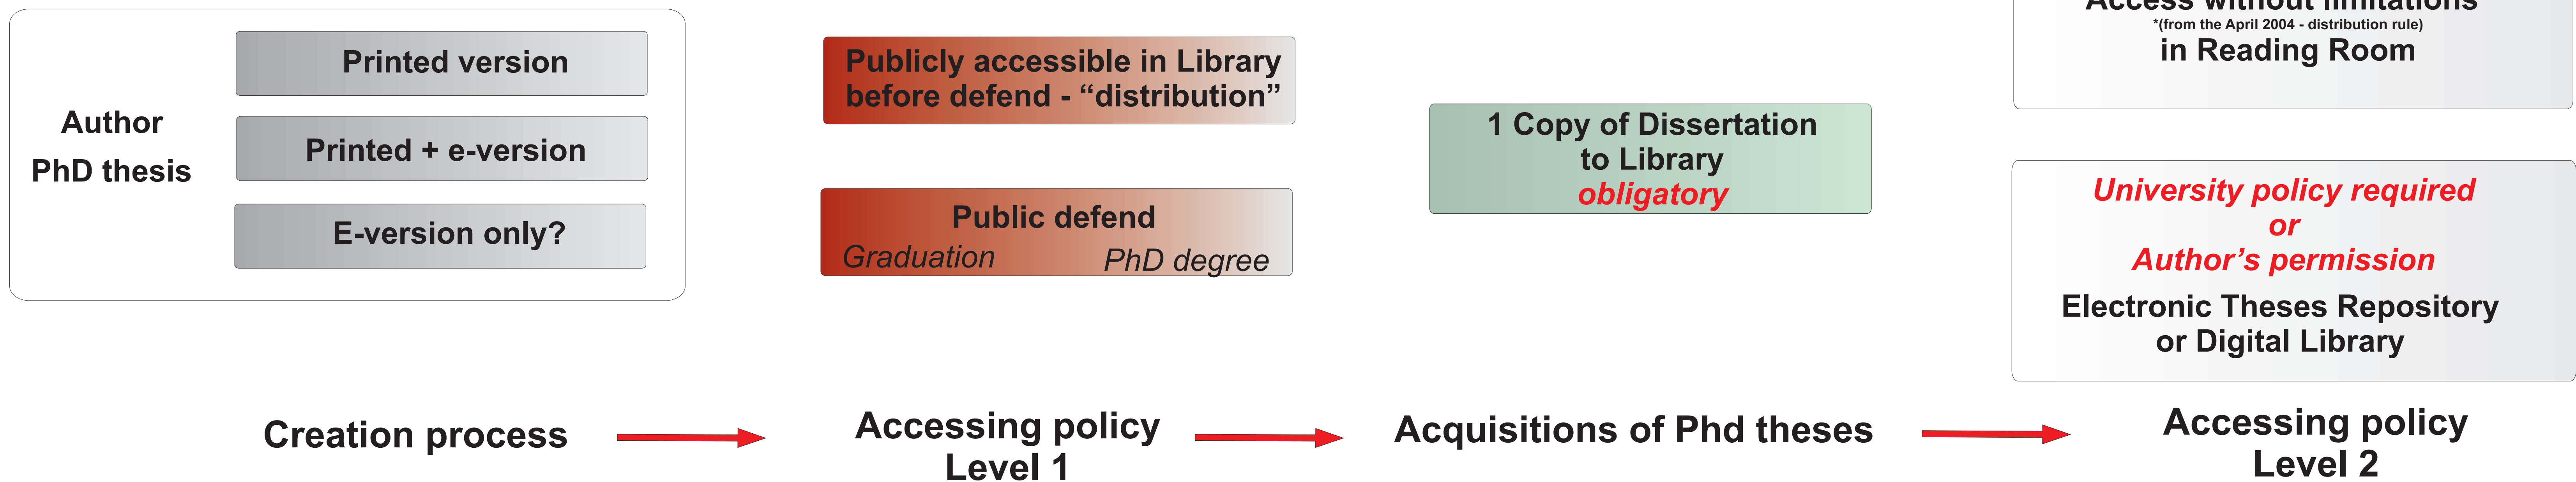 Author
PhD thesis
Printed version
Printed + e-version
E-version only?
Publicly accessible in Library
before defend - “distribution”
Public defend
Graduation
PhD degree
1 Copy of Dissertation
to Library
obligatory
Access without limitations
*(from the April 2004 - distribution rule)
in Reading Room
University policy required
or
Author’s permission
Electronic Theses Repository
or Digital Library
Creation process
Accessing policy
Level 1
Acquisitions of Phd theses
Accessing policy
Level 2